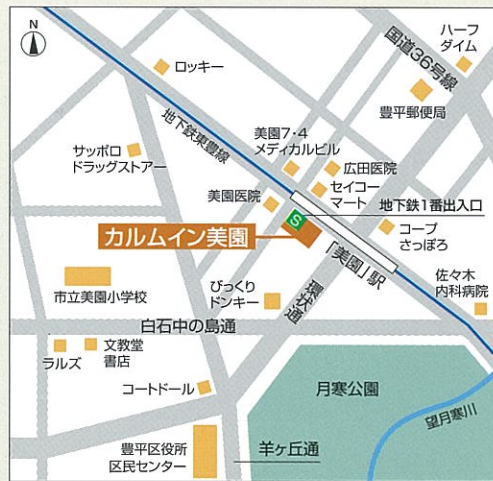 N
ハーフ
ダイム
国道36号線
ロッキー
豊平郵便局
地下鉄東豊線
美園7・4
メディカルビル
サッポロ
ドラッグストアー
広田医院
セイコー
マート
美園医院
地下鉄1番出入口
S
カルムイン美園
コープ
さっぽろ
「美園」駅
環状通
佐々木
内科病院
市立美園小学校
びっくり
ドンキー
白石中の島通
ラルズ
文教堂
書店
コートドール
月寒公園
望月寒川
豊平区役所
区民センター
羊ヶ丘通